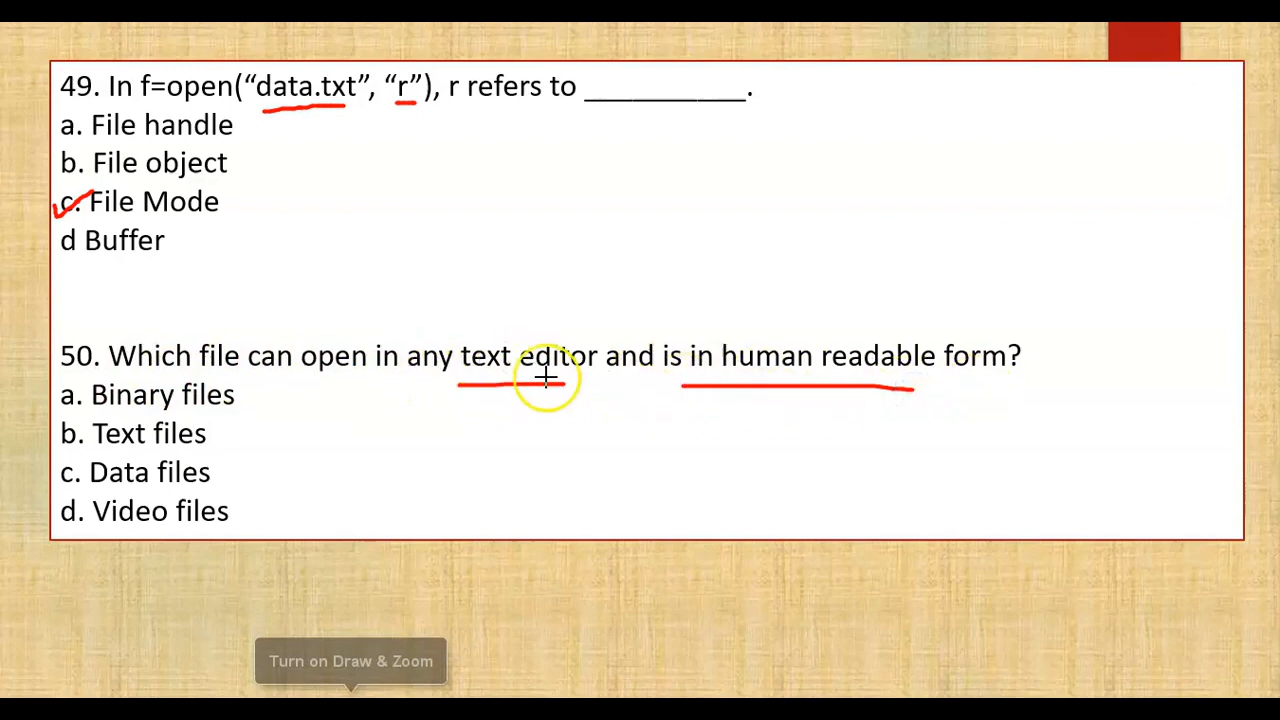 49. In f=open(“data.txt”, “r”), r refers to ___________.
a. File handle
b. File object
c. File Mode
d Buffer
50. Which file can open in any text editor and is in human readable form?
a. Binary files
b. Text files
c. Data files
d. Video files
Turn on Draw & Zoom